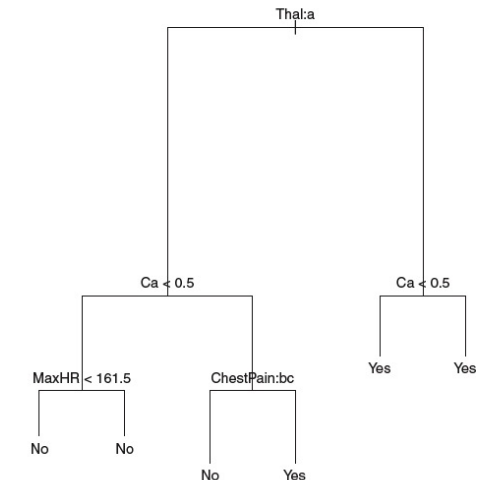 Thal:a
Ca < 0.5
Ca < 0.5
MaxHR < 161.5
ChestPain:bc
Yes
Yes
No
No
No
Yes